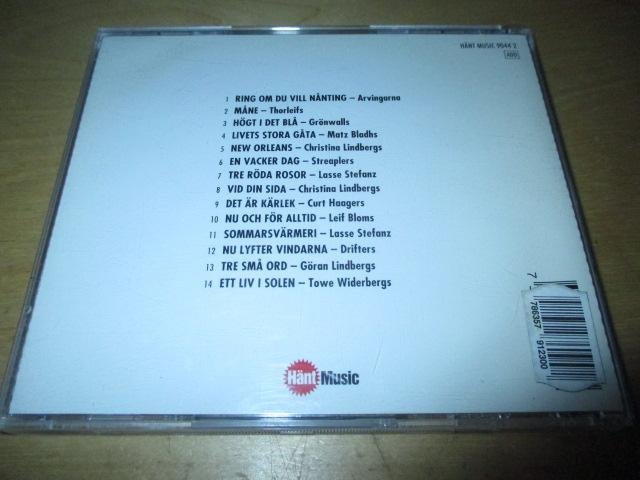 HÄNT MUSIC 9044 2
ADD
1 RING OM DU VILL NÅNTING – Arvingarna
2 MÅNE – Thorleifs
3 HÖGT I DET BLÅ – Grönwalls
4 LIVETS STORA GÅTA – Matz Bladhs
5 NEW ORLEANS – Christina Lindbergs
6 EN VACKER DAG – Streaplers
7 TRE RÖDA ROSOR – Lasse Stefanz
8 VID DIN SIDA – Christina Lindbergs
9 DET ÄR KÄRLEK – Curt Haagers
10 NU OCH FÖR ALLTID – Leif Bloms
11 SOMMARSVÄRMERI – Lasse Stefanz
12 NU LYFTER VINDARNA – Drifters
13 TRE SMÅ ORD – Göran Lindbergs
14 ETT LIV I SOLEN – Towe Widerbergs
Hänt Music
786357 912300